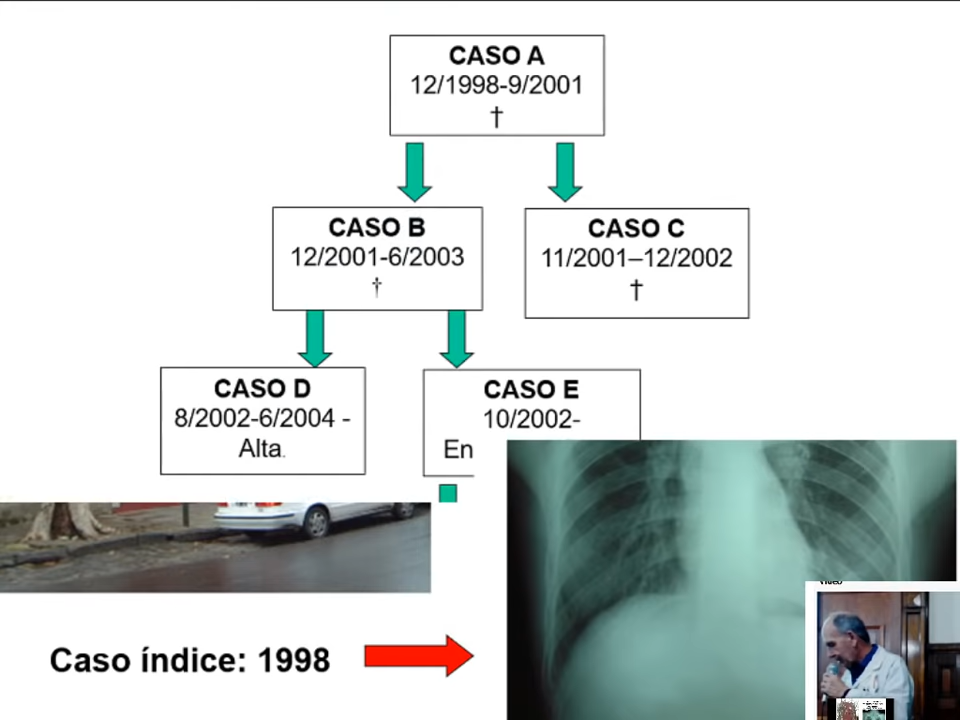 CASO A
12/1998-9/2001
†
CASO B
12/2001-6/2003
†
CASO C
11/2001–12/2002
†
CASO D
8/2002-6/2004 -
Alta.
CASO E
10/2002-
En
Caso índice: 1998